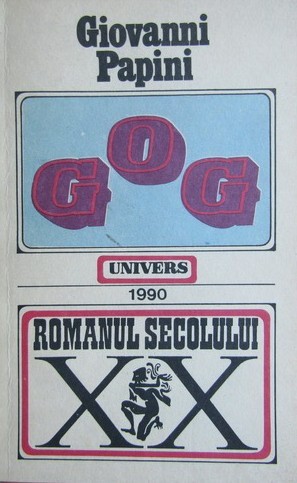 Giovanni
Papini
GOG
UNIVERS
1990
ROMANUL SECOLULUI
XX